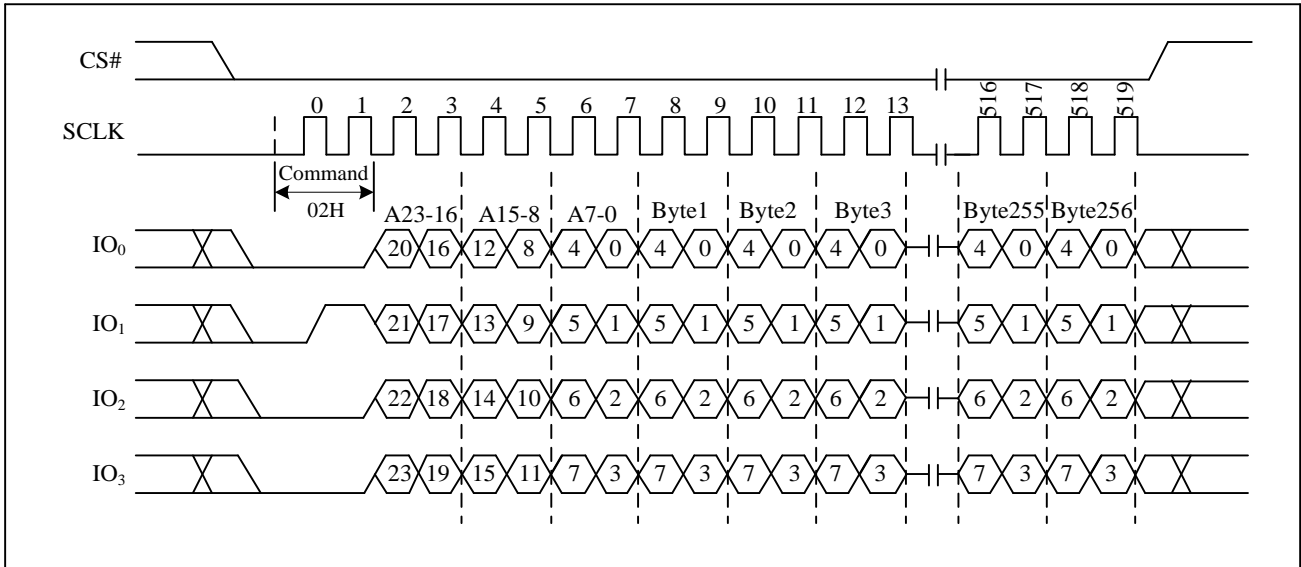 CS#
0 1 2 3 4 5 6 7 8 9 10 11 12 13 516 517 518 519
SCLK
Command
02H
A23-16 A15-8 A7-0 Byte1 Byte2 Byte3 Byte255 Byte256
IO0 20 16 12 8 4 0 4 0 4 0 4 0 4 0 4 0
IO1 21 17 13 9 5 1 5 1 5 1 5 1 5 1 5 1
IO2 22 18 14 10 6 2 6 2 6 2 6 2 6 2 6 2
IO3 23 19 15 11 7 3 7 3 7 3 7 3 7 3 7 3